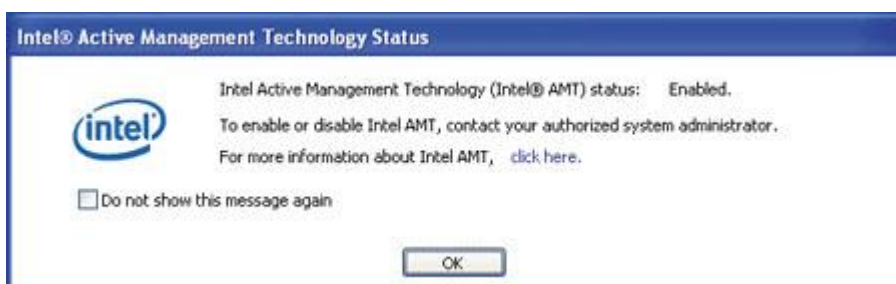 Intel® Active Management Technology Status
Intel Active Management Technology (Intel® AMT) status: Enabled.
intel
To enable or disable Intel AMT, contact your authorized system administrator.
For more information about Intel AMT, click here.
Do not show this message again
OK